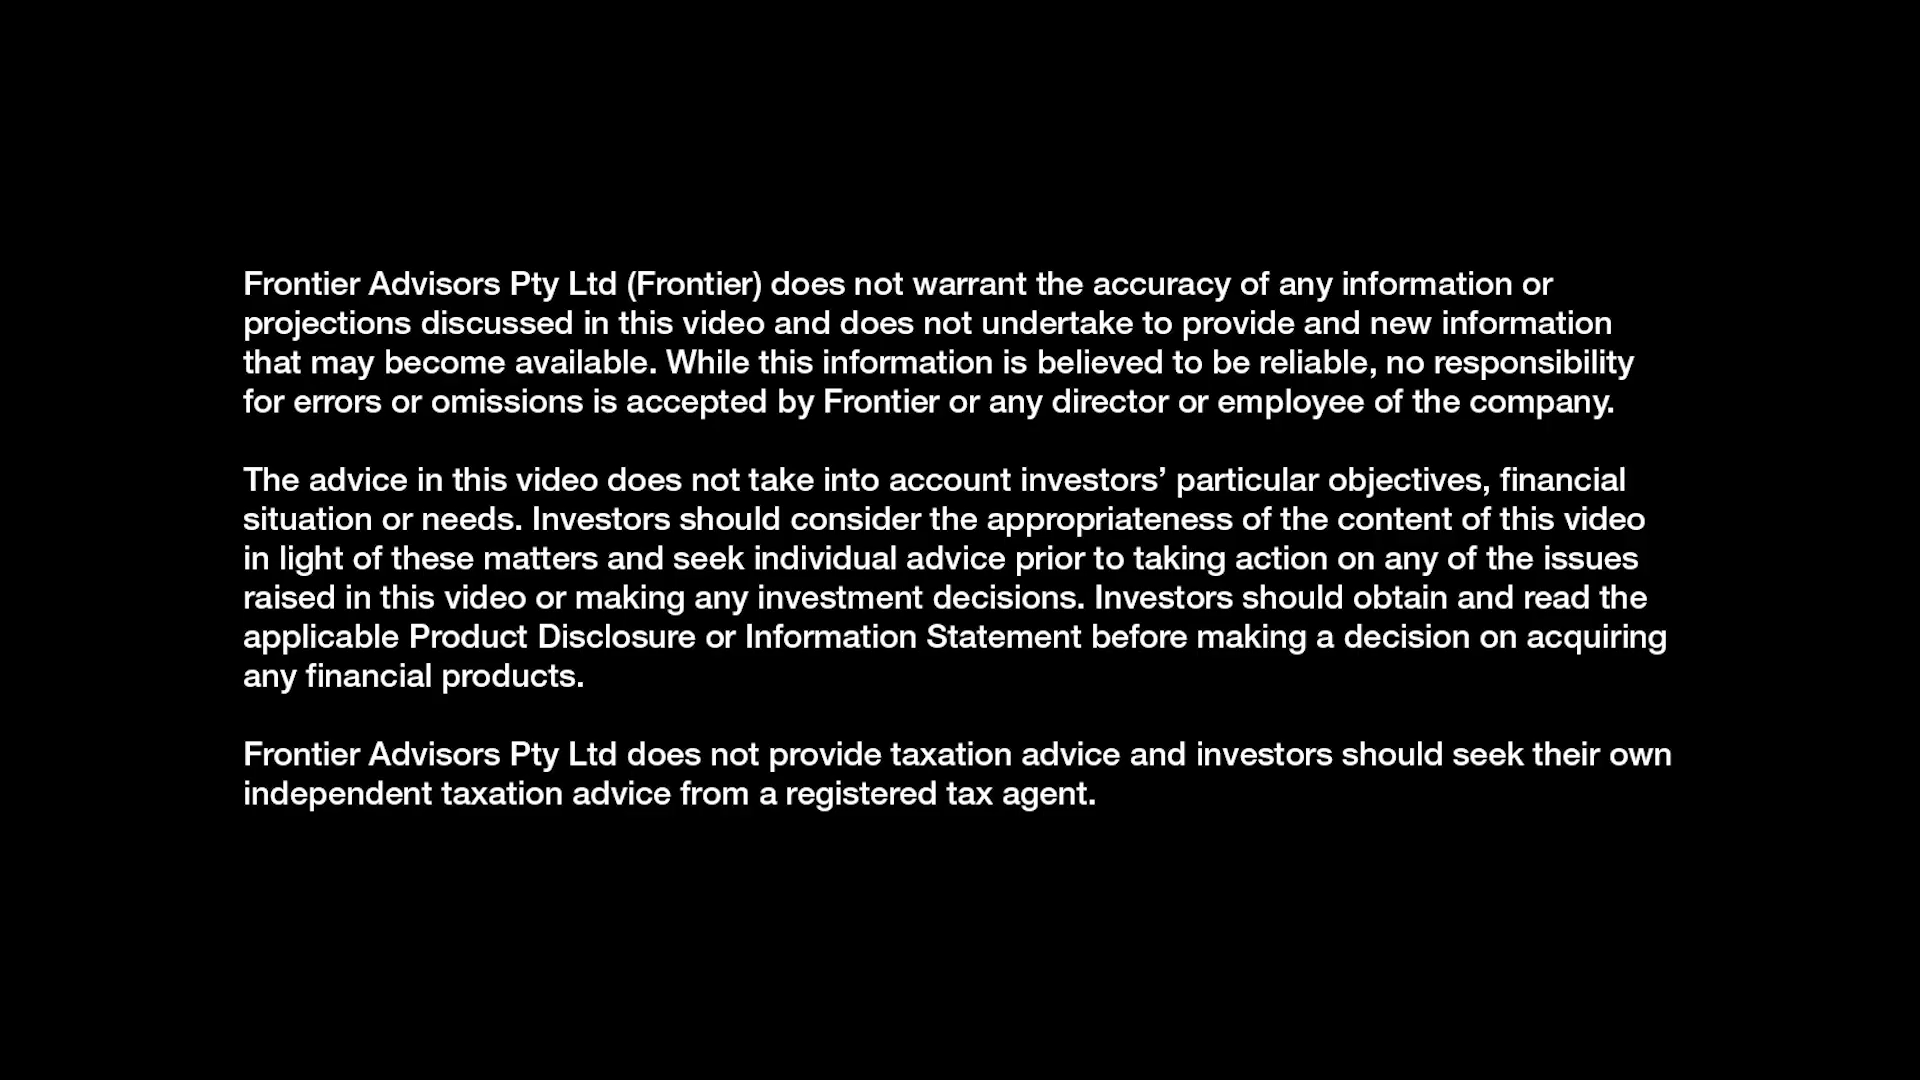 Frontier Advisors Pty Ltd (Frontier) does not warrant the accuracy of any information or
projections discussed in this video and does not undertake to provide and new information
that may become available. While this information is believed to be reliable, no responsibility
for errors or omissions is accepted by Frontier or any director or employee of the company.
The advice in this video does not take into account investors’ particular objectives, financial
situation or needs. Investors should consider the appropriateness of the content of this video
in light of these matters and seek individual advice prior to taking action on any of the issues
raised in this video or making any investment decisions. Investors should obtain and read the
applicable Product Disclosure or Information Statement before making a decision on acquiring
any financial products.
Frontier Advisors Pty Ltd does not provide taxation advice and investors should seek their own
independent taxation advice from a registered tax agent.